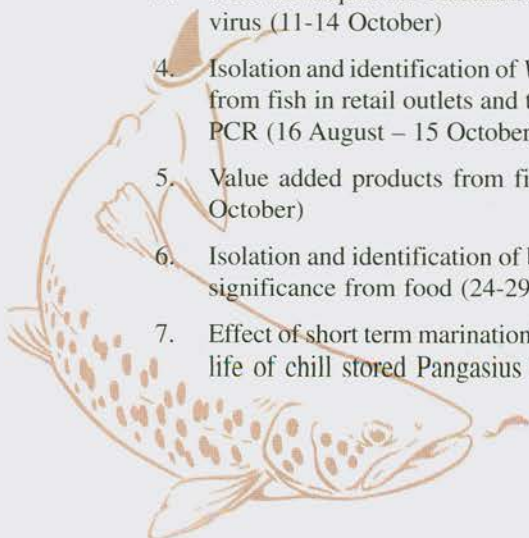 virus (11-14 October)
4. Isolation and identification of
from fish in retail outlets and
PCR (16 August – 15 October
5. Value added products from
October)
6. Isolation and identification of
significance from food (24-29
7. Effect of short term marination
life of chill stored Pangasius